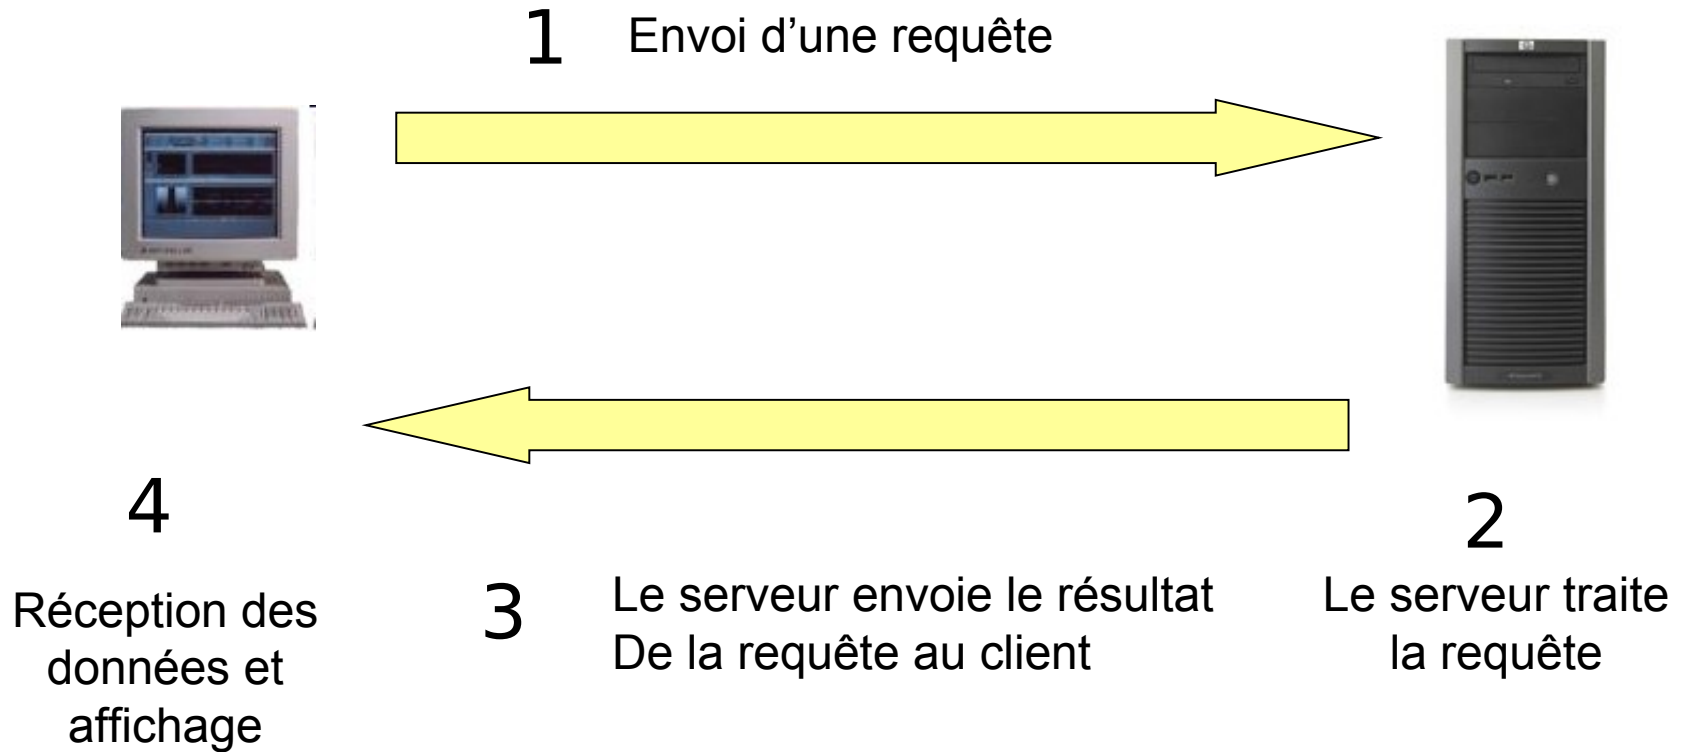 1
Envoi d’une requête
4
Réception des
données et
affichage
3
Le serveur envoie le résultat
De la requête au client
2
Le serveur traite
la requête